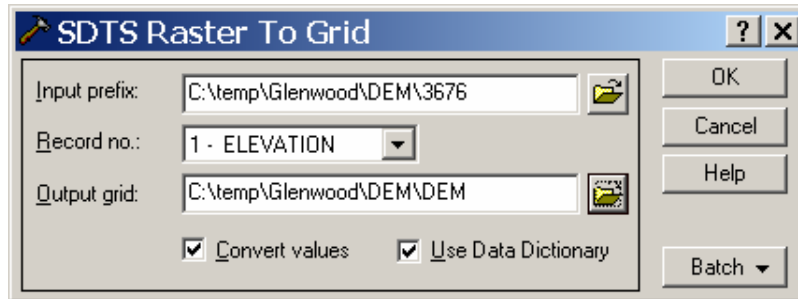 SDTS Raster To Grid
Input prefix: C:\temp\Glenwood\DEM\3676
Record no.: 1 - ELEVATION
Output grid: C:\temp\Glenwood\DEM\DEM
Convert values Use Data Dictionary
OK
Cancel
Help
Batch